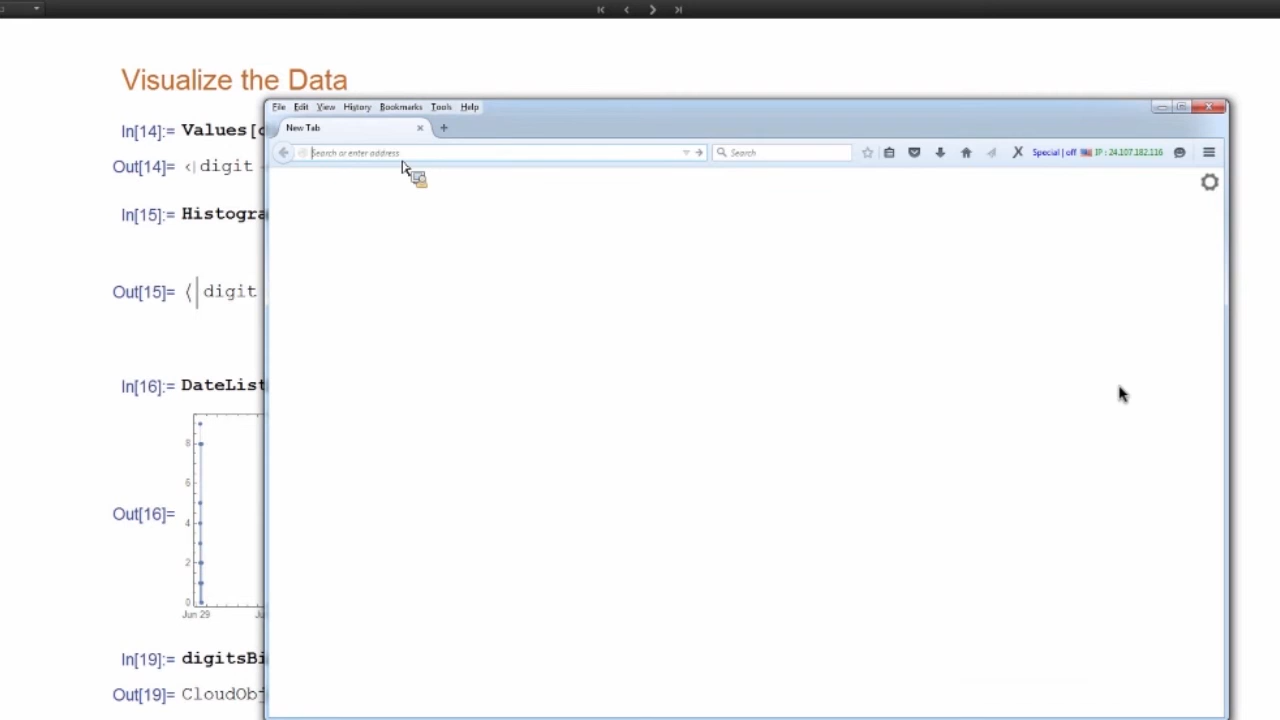 Visualize the Data
In[14]:= Values[
Out[14]= <|digit
In[15]:= Histogra
Out[15]= <|digit
In[16]:= DateList
8
6
4
2
0
Jun 29
Out[16]=
In[19]:= digitsBi
Out[19]= CloudObj
File Edit View History Bookmarks Tools Help
New Tab
Search or enter address
Search
Special | off IP : 24.107.182.116